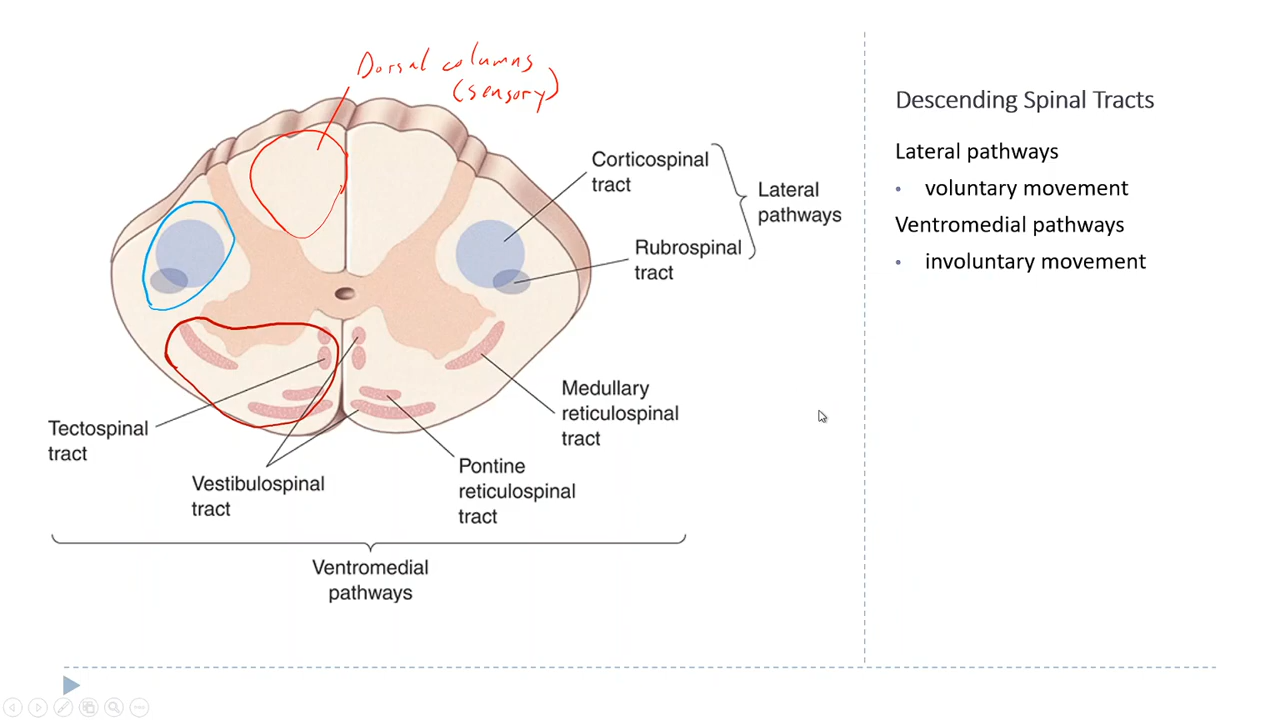 Dorsal columns
(sensory)
Corticospinal
tract
Lateral
pathways
Rubrospinal
tract
Medullary
reticulospinal
tract
Tectospinal
tract
Vestibulospinal
tract
Pontine
reticulospinal
tract
Ventromedial
pathways
Descending Spinal Tracts
Lateral pathways
• voluntary movement
Ventromedial pathways
• involuntary movement